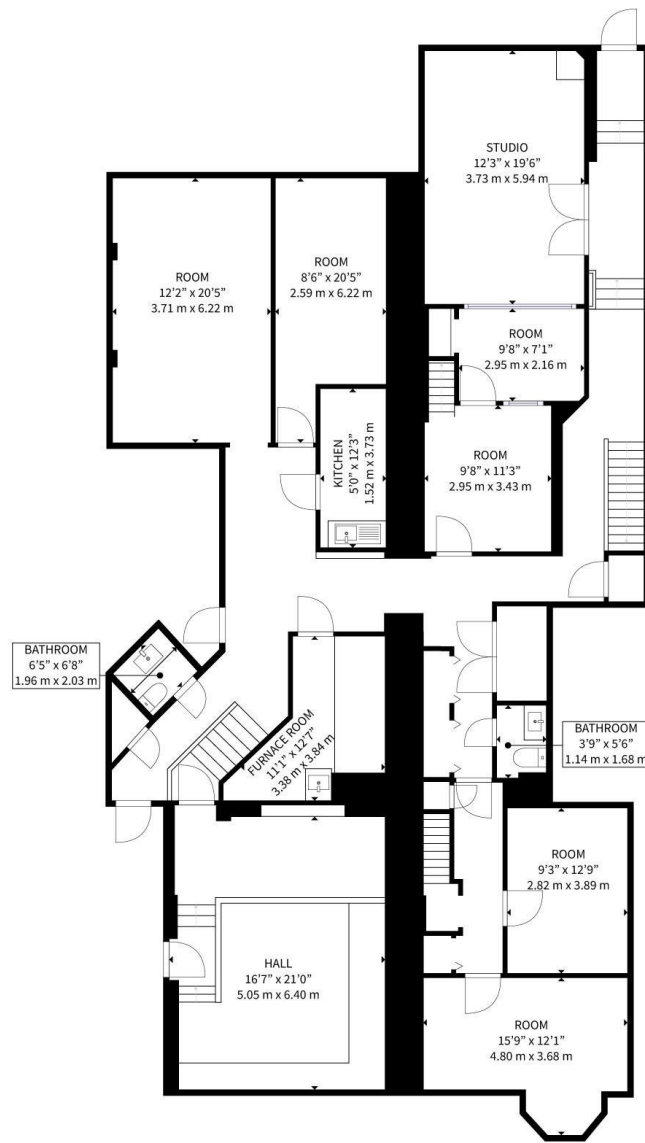 STUDIO
12'3" x 19'6"
3.73 m x 5.94 m
ROOM
12'2" x 20'5"
3.71 m x 6.22 m
ROOM
8'6" x 20'5"
2.59 m x 6.22 m
ROOM
9'8" x 7'1"
2.95 m x 2.16 m
KITCHEN
5'0" x 12'3"
1.52 m x 3.73 m
ROOM
9'8" x 11'3"
2.95 m x 3.43 m
BATHROOM
6'5" x 6'8"
1.96 m x 2.03 m
FURNACE ROOM
11'1" x 12'7"
3.38 m x 3.84 m
BATHROOM
3'9" x 5'6"
1.14 m x 1.68 m
ROOM
9'3" x 12'9"
2.82 m x 3.89 m
HALL
16'7" x 21'0"
5.05 m x 6.40 m
ROOM
15'9" x 12'1"
4.80 m x 3.68 m